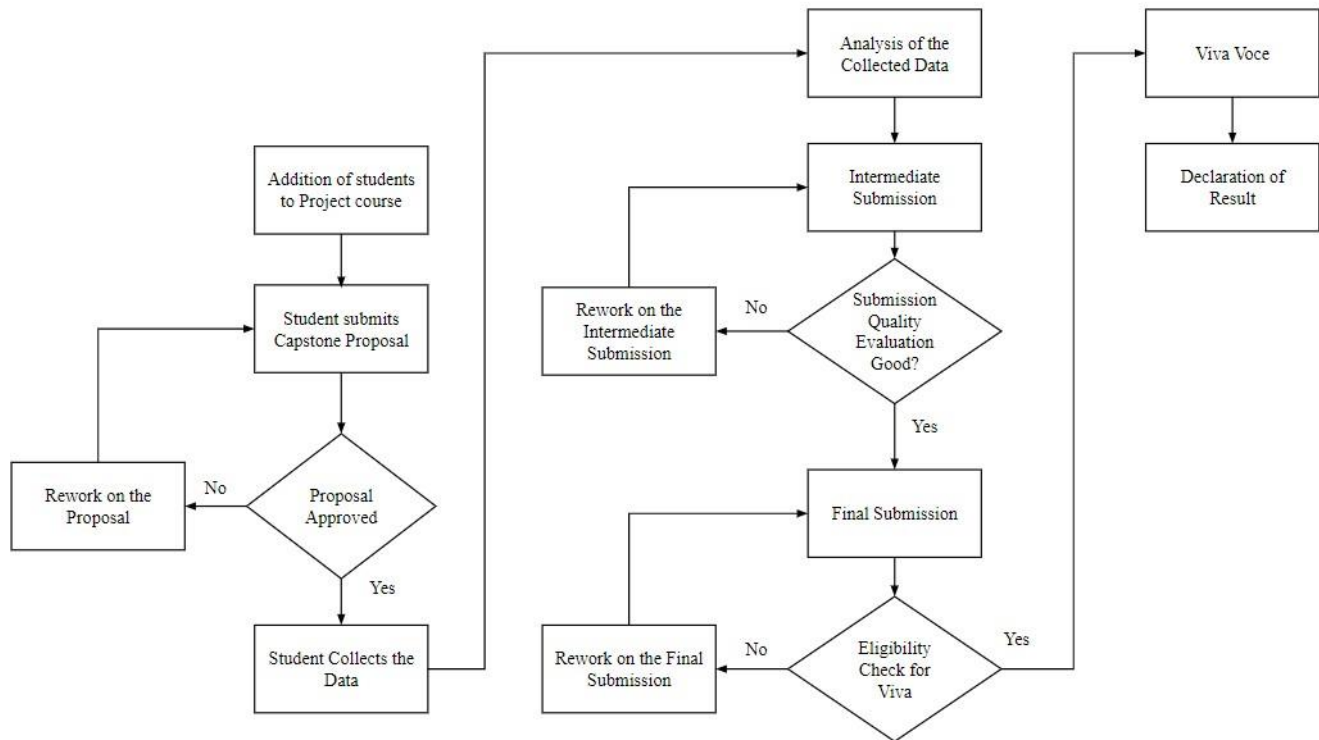 Addition of students
to Project course
Student submits
Capstone Proposal
Proposal
Approved
No
Rework on the
Proposal
Yes
Student Collects the
Data
Analysis of the
Collected Data
Intermediate
Submission
Submission
Quality
Evaluation
Good?
No
Rework on the
Intermediate
Submission
Yes
Final Submission
Eligibility
Check for
Viva
No
Rework on the Final
Submission
Yes
Viva Voce
Declaration of
Result